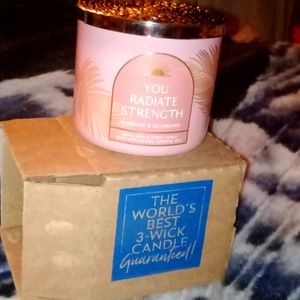 YOU
RADIATE
STRENGTH
THE
WORLD'S
BEST
3-WICK
CANDLE
Guaranteed!!